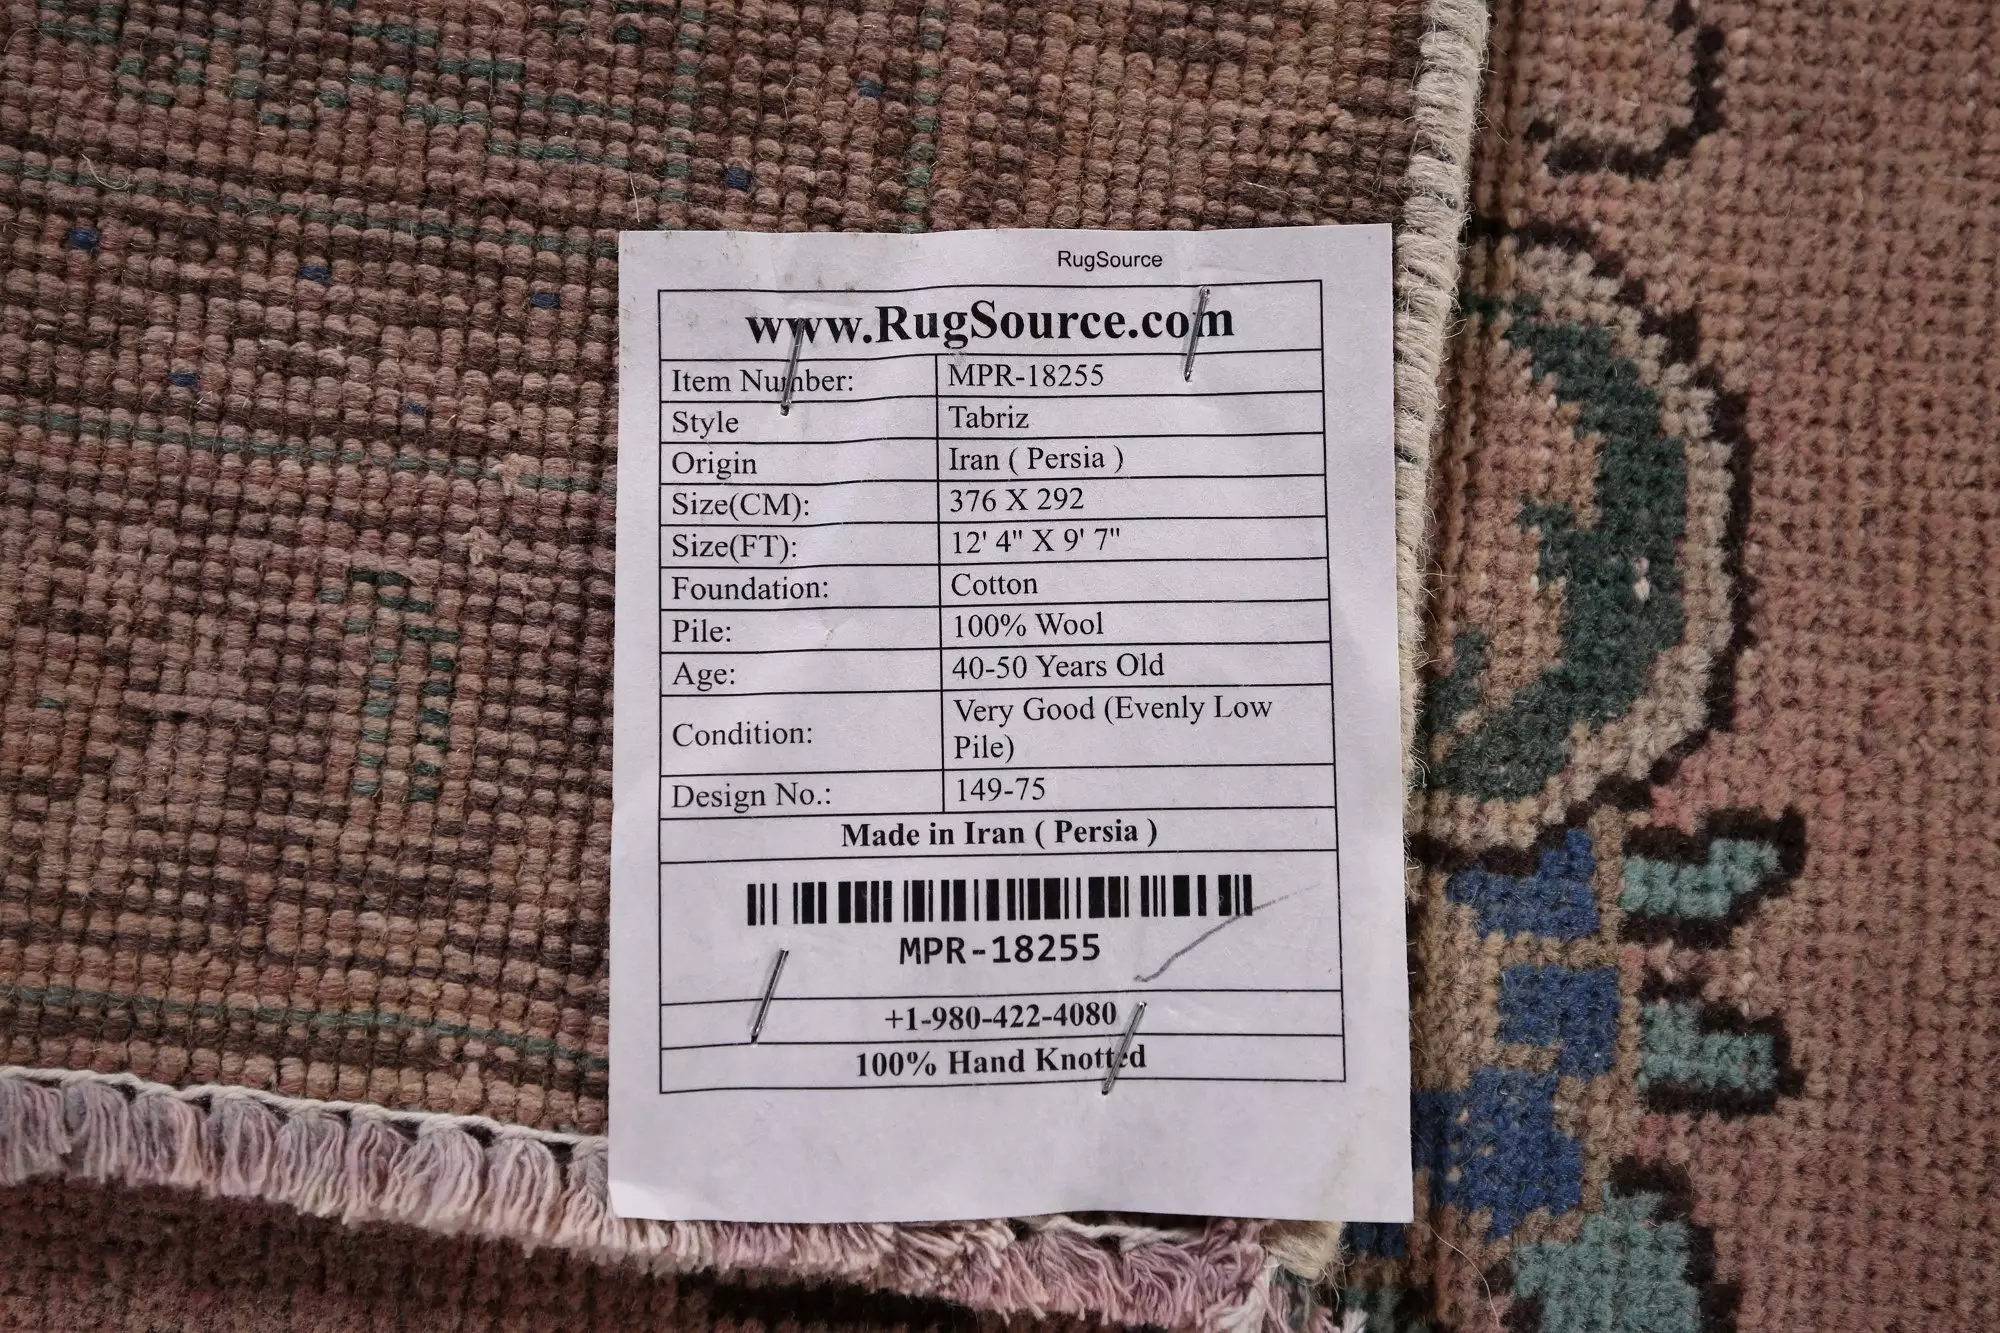 RugSource
www.RugSource.com
Item Number: MPR-18255
Style Tabriz
Origin Iran ( Persia )
Size(CM): 376 X 292
Size(FT): 12' 4" X 9' 7"
Foundation: Cotton
Pile: 100% Wool
Age: 40-50 Years Old
Condition: Very Good (Evenly Low
Pile)
Design No.: 149-75
Made in Iran ( Persia )
MPR-18255
+1-980-422-4080
100% Hand Knotted